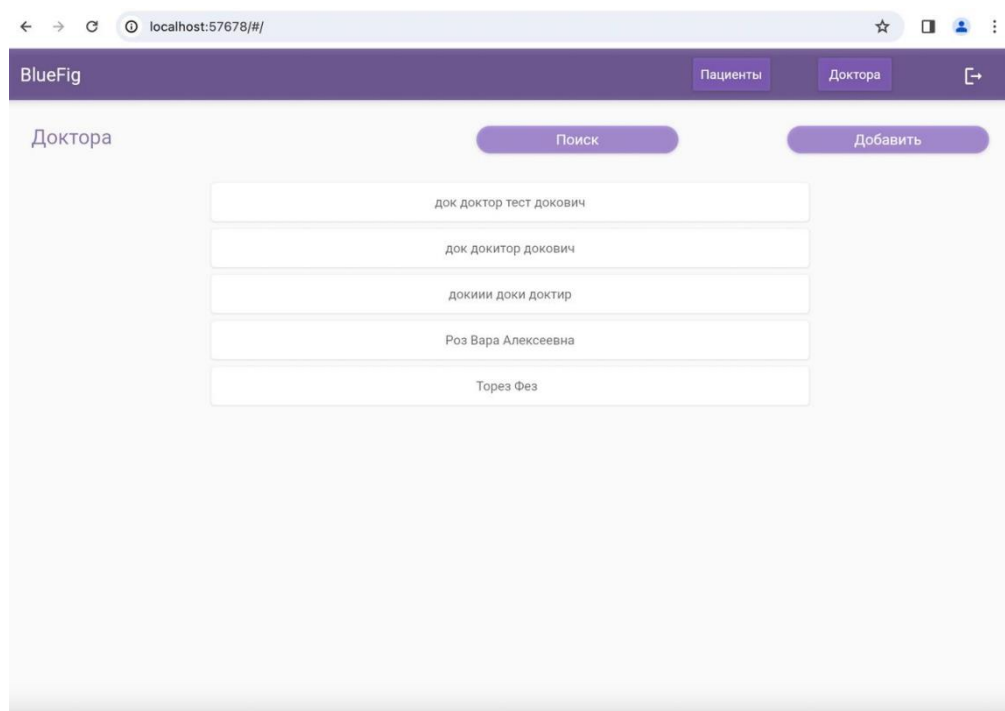 localhost:57678/#/
BlueFig Пациенты Доктора
Доктора Поиск Добавить
док доктор тест докович
док докитор докович
докиии доки доктир
Роз Вара Алексеевна
Торез Фез